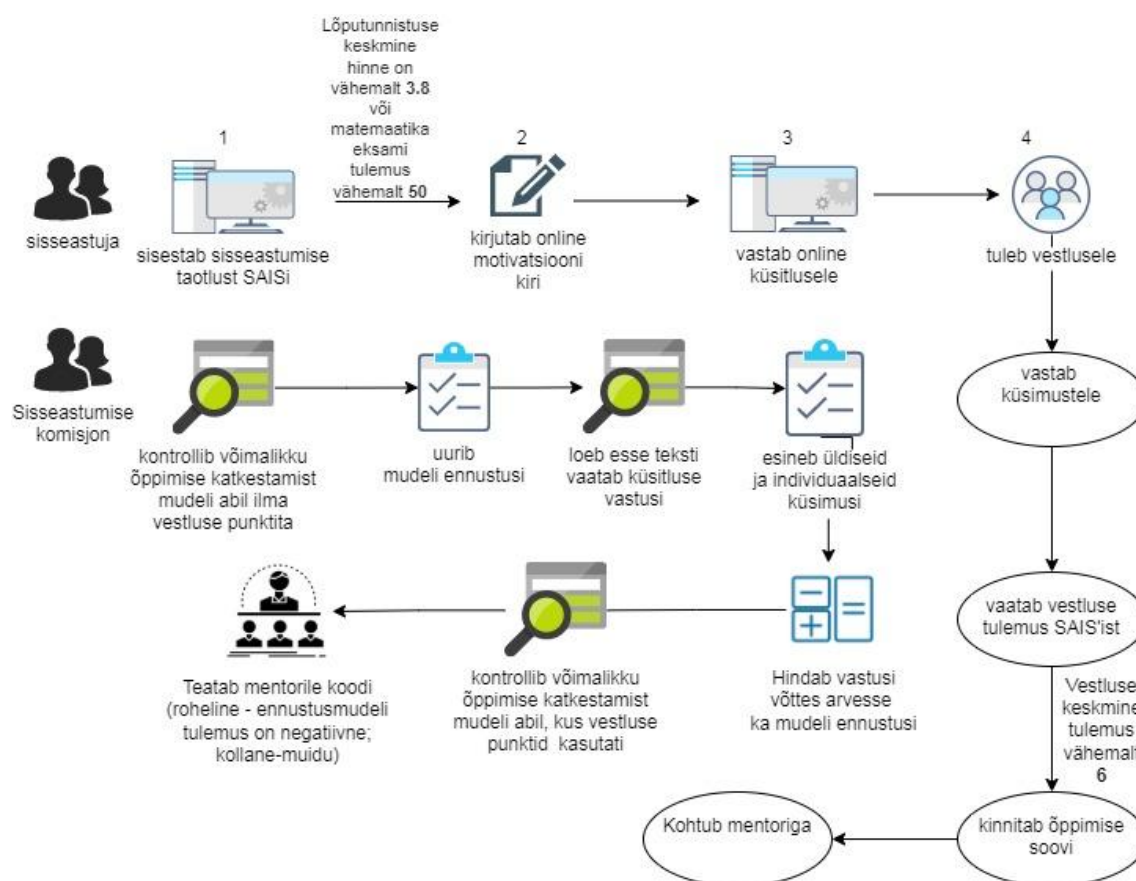 Lõputunnistuse
keskmine
hinne on
vähemalt 3.8
või
matemaatika
eksami
tulemus
vähemalt 50
1
2
3
4
sisseastuja
sisestab sisseastumise
taotlust SAISi
kirjutab online
motivatsiooni
kiri
vastab online
küsitlusele
tuleb vestlusele
Sisseastumise
komisjon
kontrollib võimalikku
õppimise katkestamist
mudeli abil ilma
vestluse punktita
uurib
mudeli ennustusi
loeb esse teksti
vaatab küsitluse
vastusi
esineb üldiseid
ja individuaalseid
küsimusi
vastab
küsimustele
Teatab mentorile koodi
(roheline - ennustusmudeli
tulemus on negatiivne;
kollane-muidu)
kontrollib võimalikku
õppimise katkestamist
mudeli abil, kus vestluse
punktid kasutati
Hindab vastusi
võttes arvesse
ka mudeli ennustusi
vaatab vestluse
tulemus SAIS'ist
Vestluse
keskmine
tulemus
vähemalt
6
Kohtub mentoriga
kinnitab õppimise
soovi